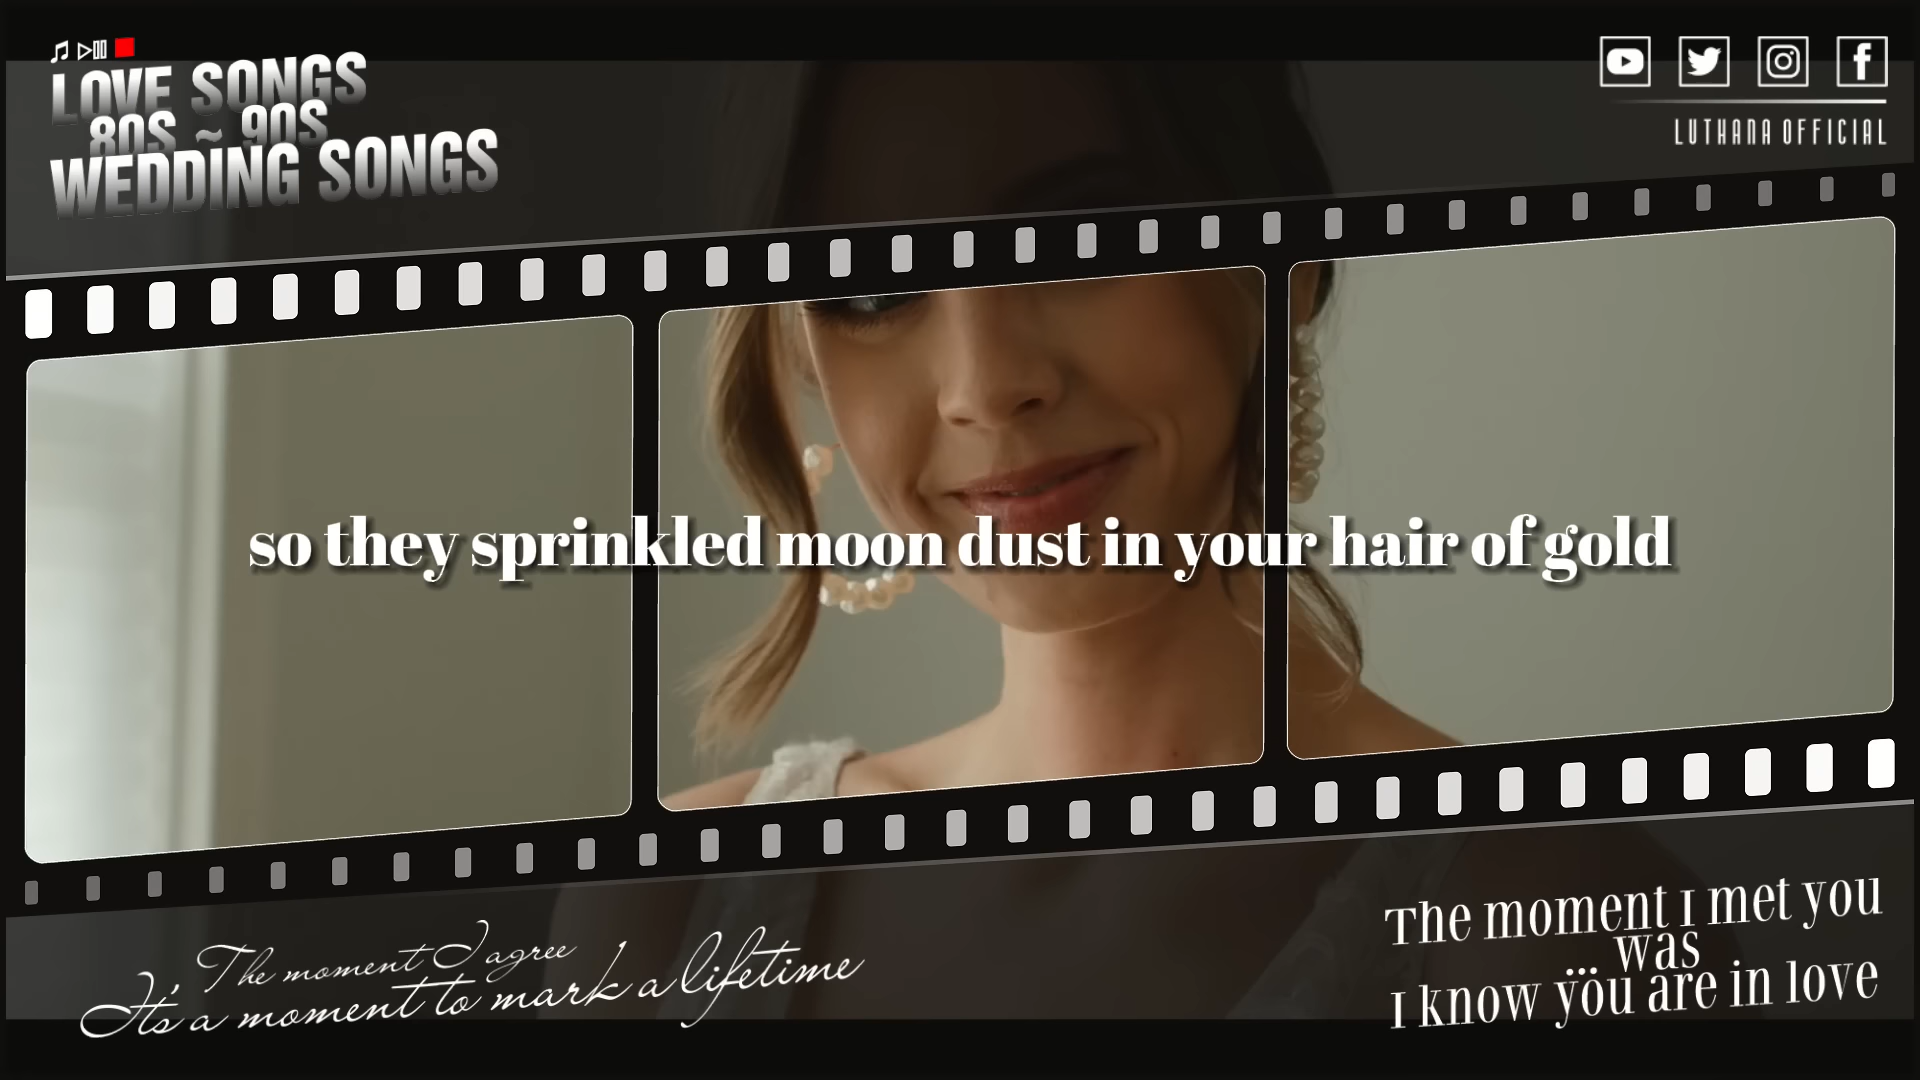 LOVE SONGS
80S ~ 90S
WEDDING SONGS
LUTHANA OFFICIAL
so they sprinkled moon dust in your hair of gold
The moment I agree
It's a moment to mark a lifetime
The moment I met you
was
I know you are in love